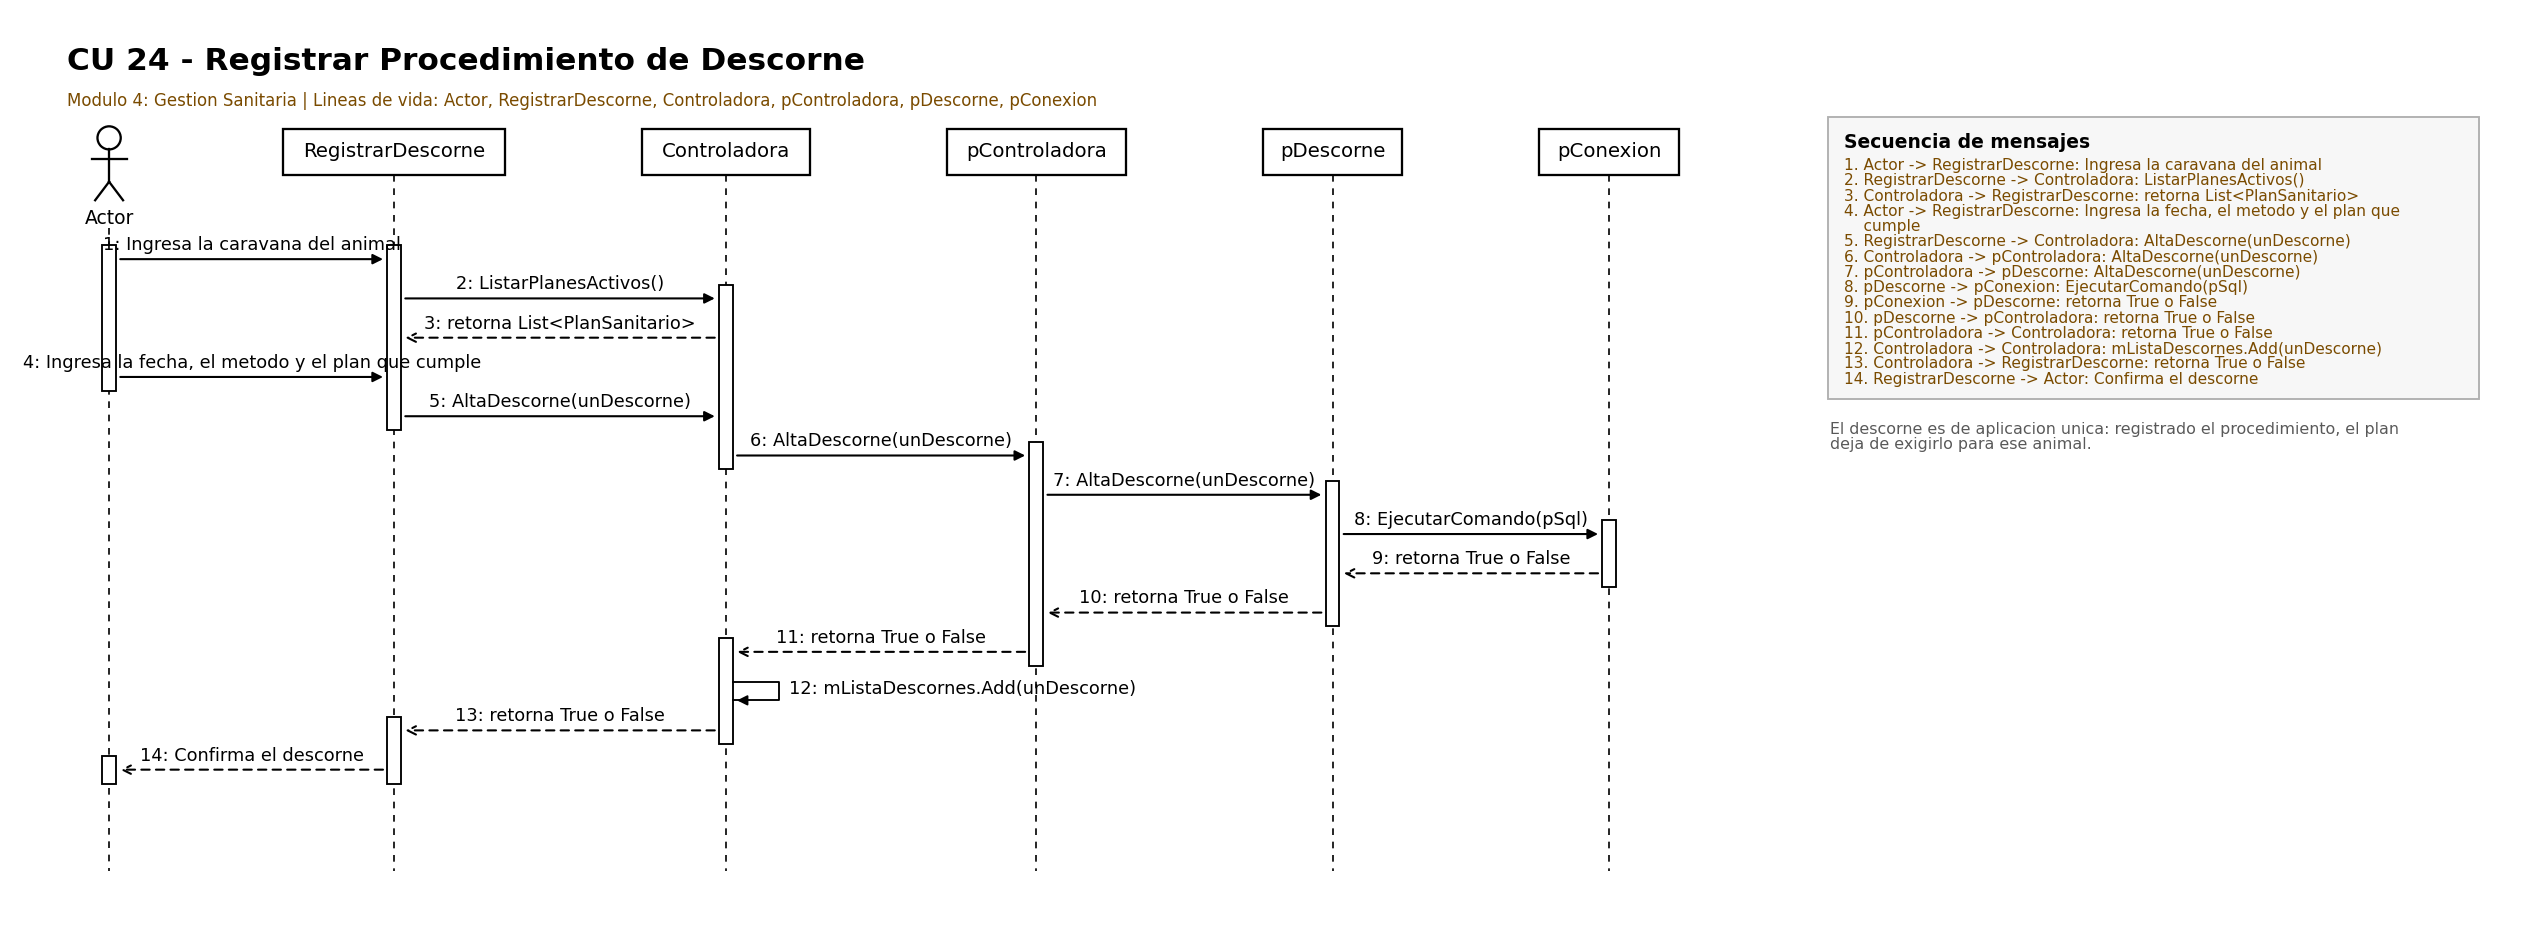 CU 24 - Registrar Procedimiento de Descorne
Modulo 4: Gestion Sanitaria | Lineas de vida: Actor, RegistrarDescorne, Controladora, pControladora, pDescorne, pConexion
Actor
RegistrarDescorne
Controladora
pControladora
pDescorne
pConexion
1: Ingresa la caravana del animal
2: ListarPlanesActivos()
3: retorna List<PlanSanitario>
4: Ingresa la fecha, el metodo y el plan que cumple
5: AltaDescorne(unDescorne)
6: AltaDescorne(unDescorne)
7: AltaDescorne(unDescorne)
8: EjecutarComando(pSql)
9: retorna True o False
10: retorna True o False
11: retorna True o False
12: mListaDescornes.Add(unDescorne)
13: retorna True o False
14: Confirma el descorne
Secuencia de mensajes
1. Actor -> RegistrarDescorne: Ingresa la caravana del animal
2. RegistrarDescorne -> Controladora: ListarPlanesActivos()
3. Controladora -> RegistrarDescorne: retorna List<PlanSanitario>
4. Actor -> RegistrarDescorne: Ingresa la fecha, el metodo y el plan que
cumple
5. RegistrarDescorne -> Controladora: AltaDescorne(unDescorne)
6. Controladora -> pControladora: AltaDescorne(unDescorne)
7. pControladora -> pDescorne: AltaDescorne(unDescorne)
8. pDescorne -> pConexion: EjecutarComando(pSql)
9. pConexion -> pDescorne: retorna True o False
10. pDescorne -> pControladora: retorna True o False
11. pControladora -> Controladora: retorna True o False
12. Controladora -> Controladora: mListaDescornes.Add(unDescorne)
13. Controladora -> RegistrarDescorne: retorna True o False
14. RegistrarDescorne -> Actor: Confirma el descorne
El descorne es de aplicacion unica: registrado el procedimiento, el plan
deja de exigirlo para ese animal.